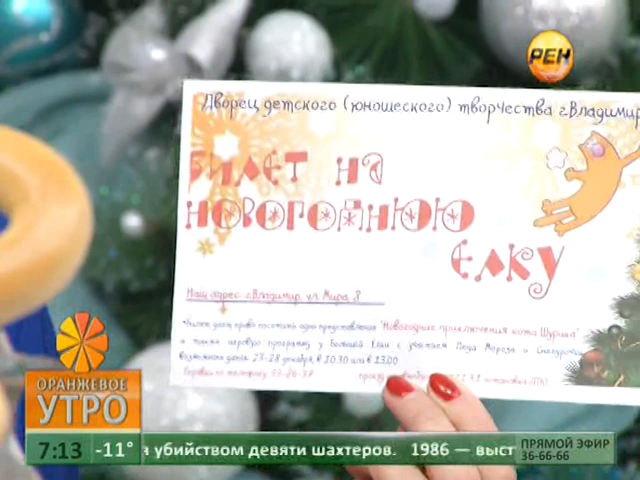 РЕН
Дворец детского (юношеского) творчества г.Владимир
БИЛЕТ НА
НОВОГОДНЮЮ
ЕЛКУ
Наш адрес: г.Владимир, ул. Мира, 8
Билет дает право посетить одно представление "Новогодние приключения кота Шурика"
а также игровую программу у Большой Ёлки с участием Деда Мороза и Снегурочки
27-28 декабря, в 10.30 или в 13.00
по телефону
ОРАНЖЕВОЕ
УТРО
7:13 -11° а убийством девяти шахтеров. 1986 — выст
ПРЯМОЙ ЭФИР
36-66-66